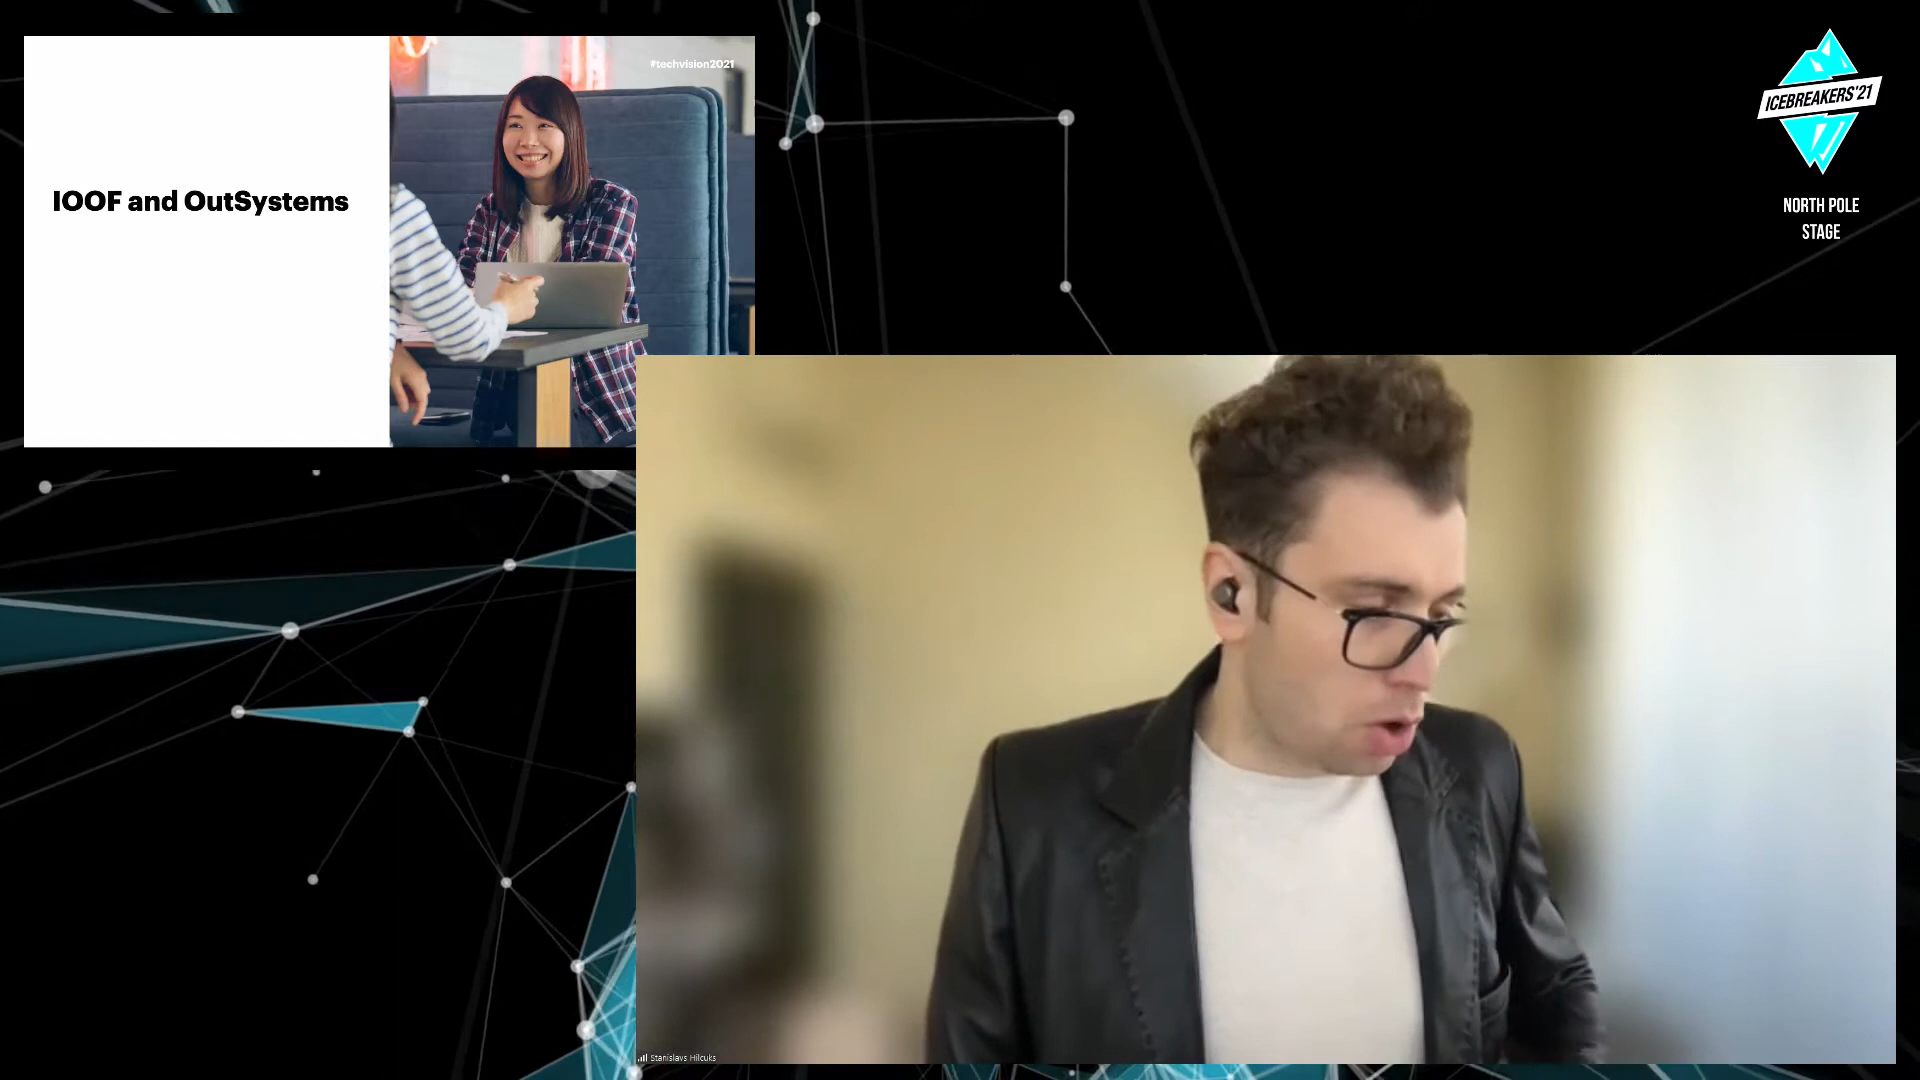 #techvision2021
IOOF and OutSystems
ICEBREAKERS'21
NORTH POLE
STAGE
Stanislavs Hilcuks